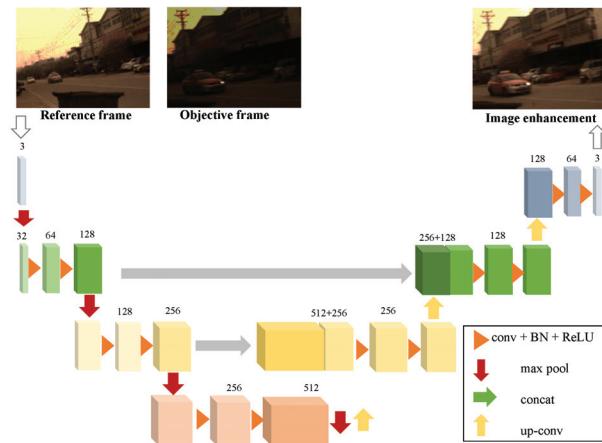 Reference frame
Objective frame
Image enhancement
3
128
64
3
32
64
128
256+128
128
128
256
512+256
256
256
512
conv + BN + ReLU
max pool
concat
up-conv